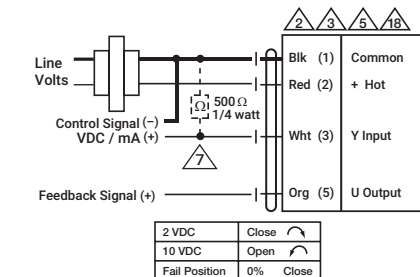 2 3 5 18
Line
Volts
Blk (1) Common
Red (2) + Hot
Ω 500 Ω
1/4 watt
Control Signal (−)
VDC / mA (+)
Wht (3) Y Input
7
Feedback Signal (+)
Org (5) U Output
2 VDC Close
10 VDC Open
Fail Position 0% Close